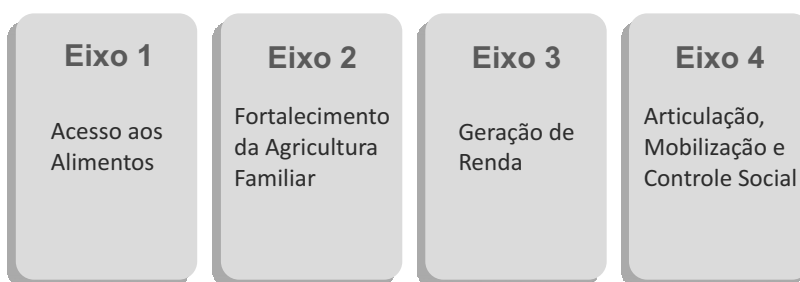 Eixo 1
Acesso aos
Alimentos
Eixo 2
Fortalecimento
da Agricultura
Familiar
Eixo 3
Geração de
Renda
Eixo 4
Articulação,
Mobilização e
Controle Social